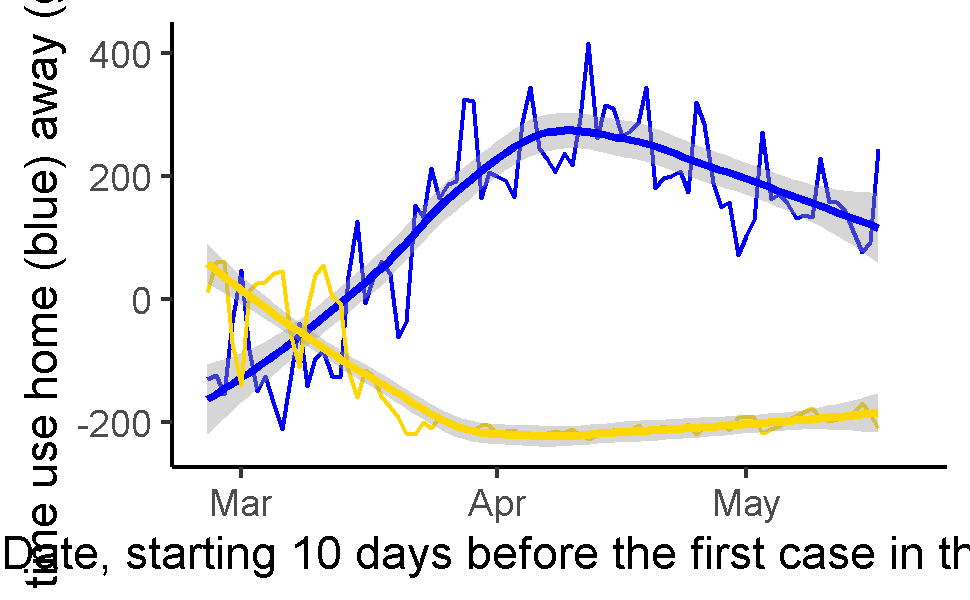 time use home (blue) away (
400
200
0
-200
Mar Apr May
Date, starting 10 days before the first case in th